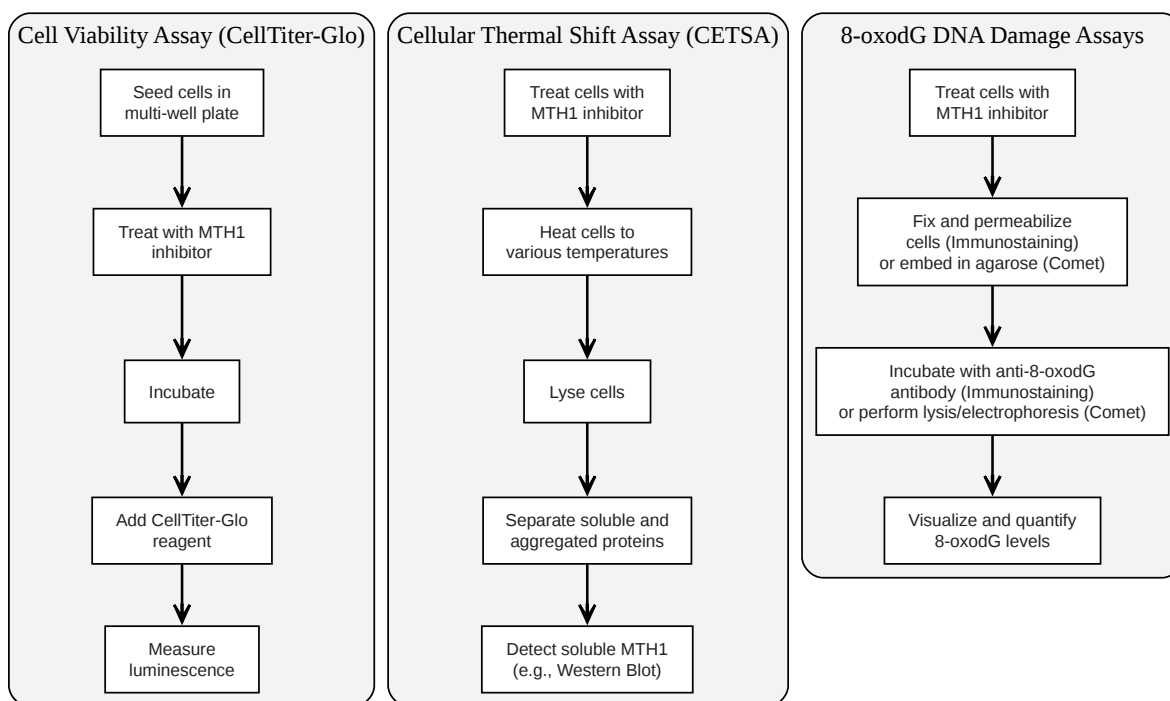 Cell Viability Assay (CellTiter-Glo)
Seed cells in
multi-well plate
Treat with MTH1
inhibitor
Incubate
Add CellTiter-Glo
reagent
Measure
luminescence
Cellular Thermal Shift Assay (CETSA)
Treat cells with
MTH1 inhibitor
Heat cells to
various temperatures
Lyse cells
Separate soluble and
aggregated proteins
Detect soluble MTH1
(e.g., Western Blot)
8-oxodG DNA Damage Assays
Treat cells with
MTH1 inhibitor
Fix and permeabilize
cells (Immunostaining)
or embed in agarose (Comet)
Incubate with anti-8-oxodG
antibody (Immunostaining)
or perform lysis/electrophoresis (Comet)
Visualize and quantify
8-oxodG levels